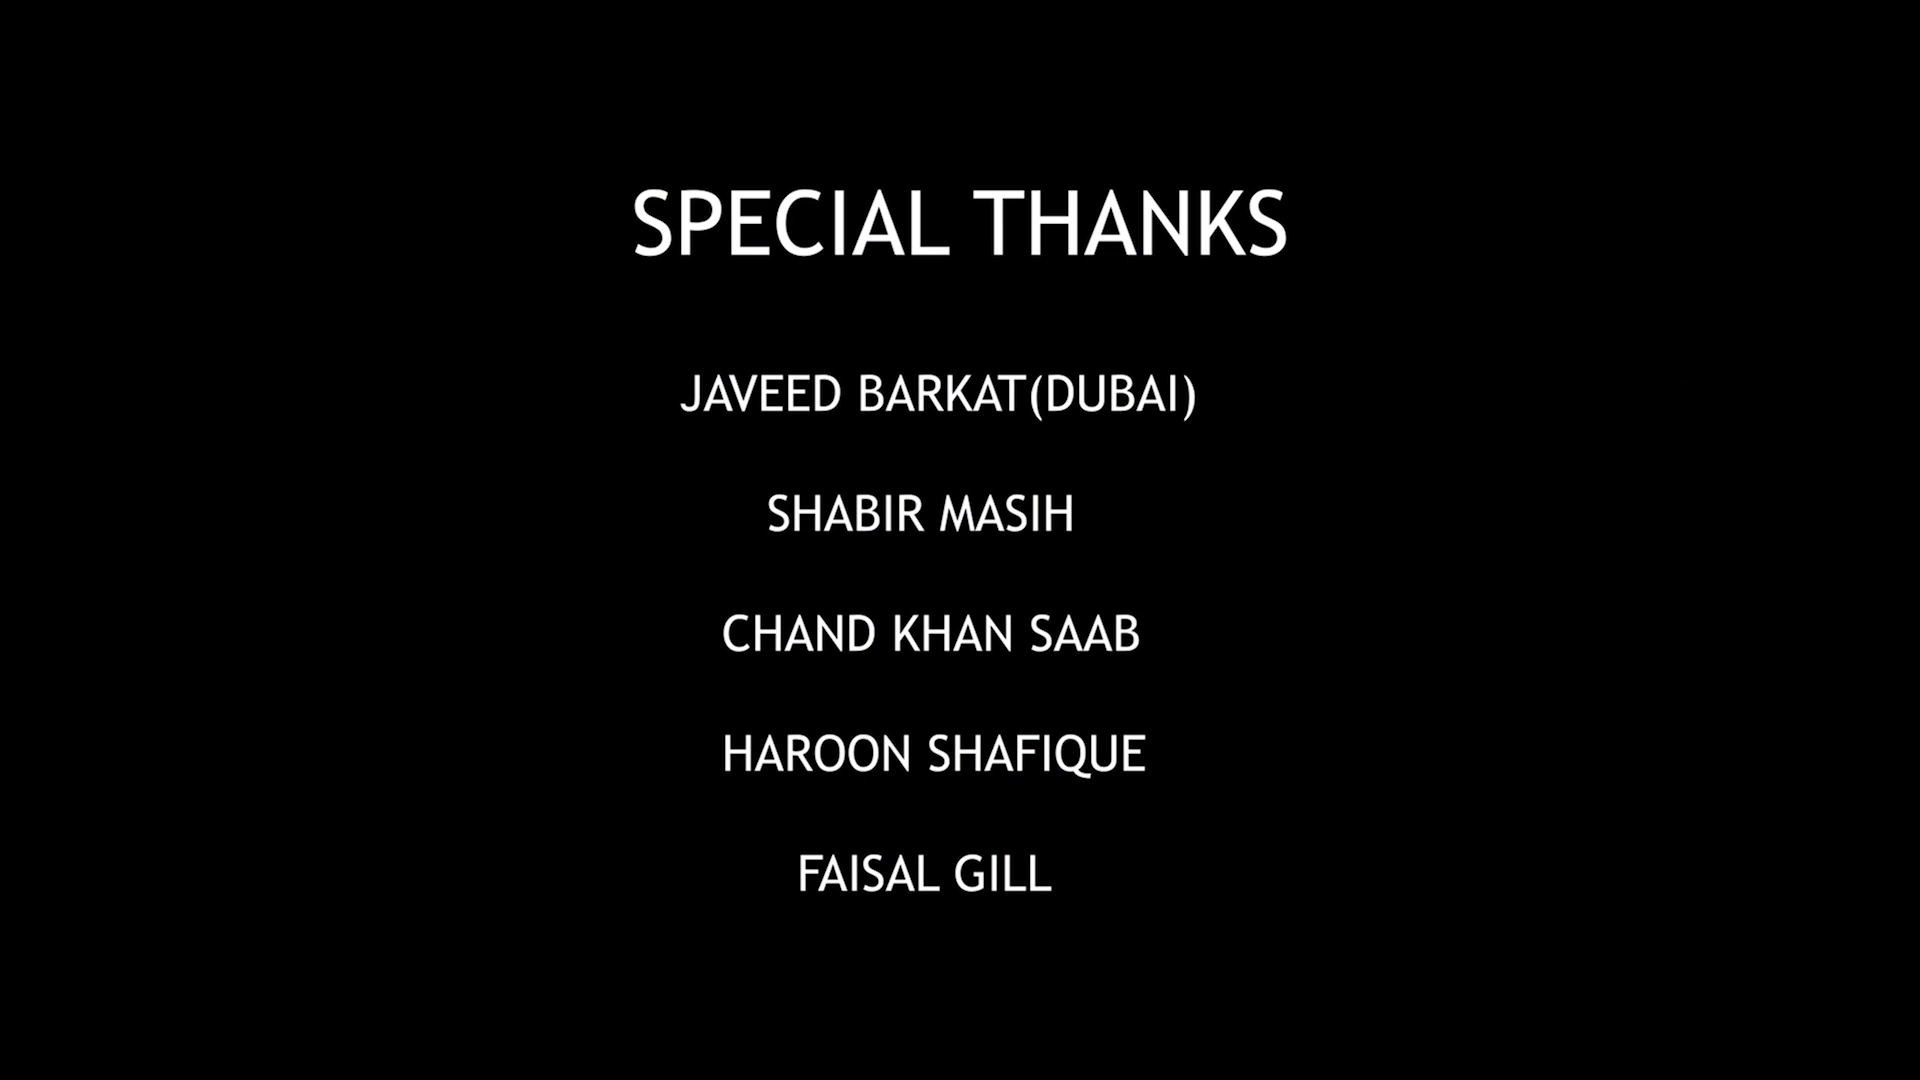 SPECIAL THANKS
JAVEED BARKAT(DUBAI)
SHABIR MASIH
CHAND KHAN SAAB
HAROON SHAFIQUE
FAISAL GILL